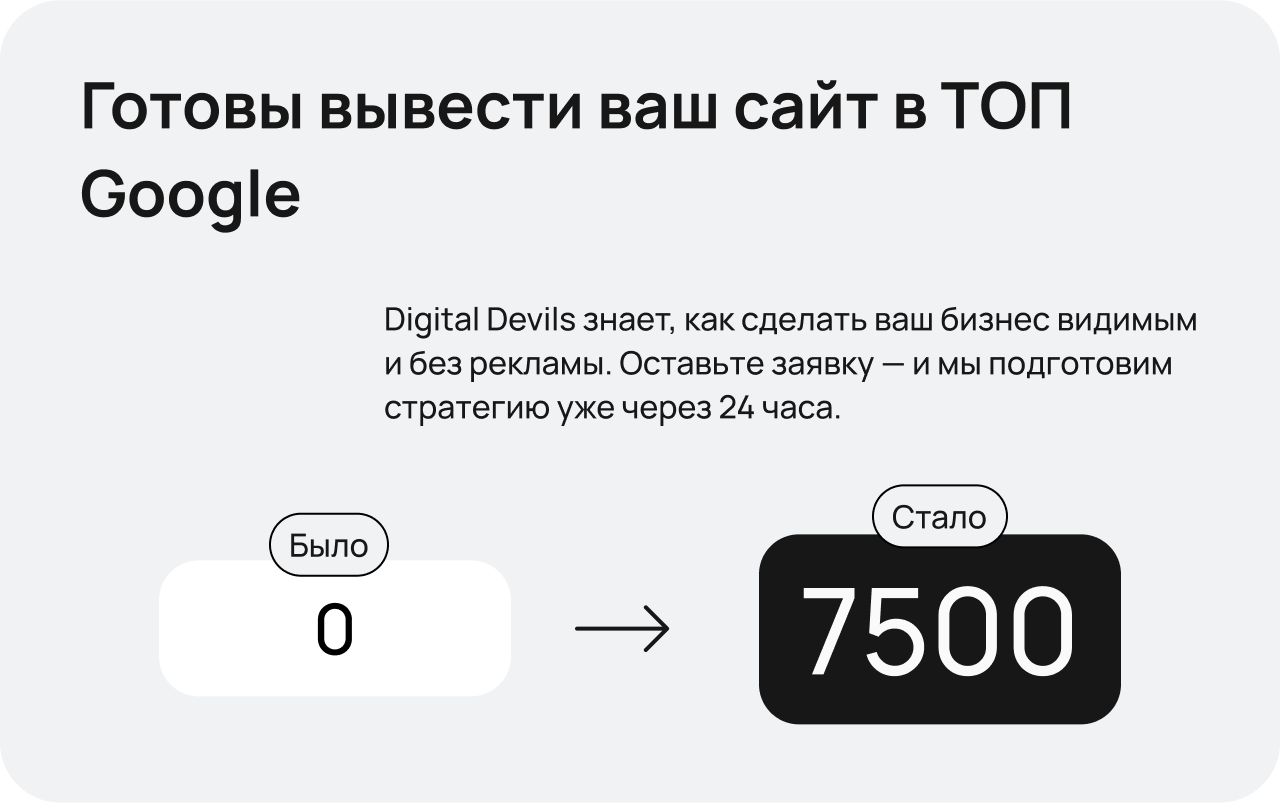 Готовы вывести ваш сайт в ТОП
Google
Digital Devils знает, как сделать ваш бизнес видимым
и без рекламы. Оставьте заявку — и мы подготовим
стратегию уже через 24 часа.
Было
0
Стало
7500